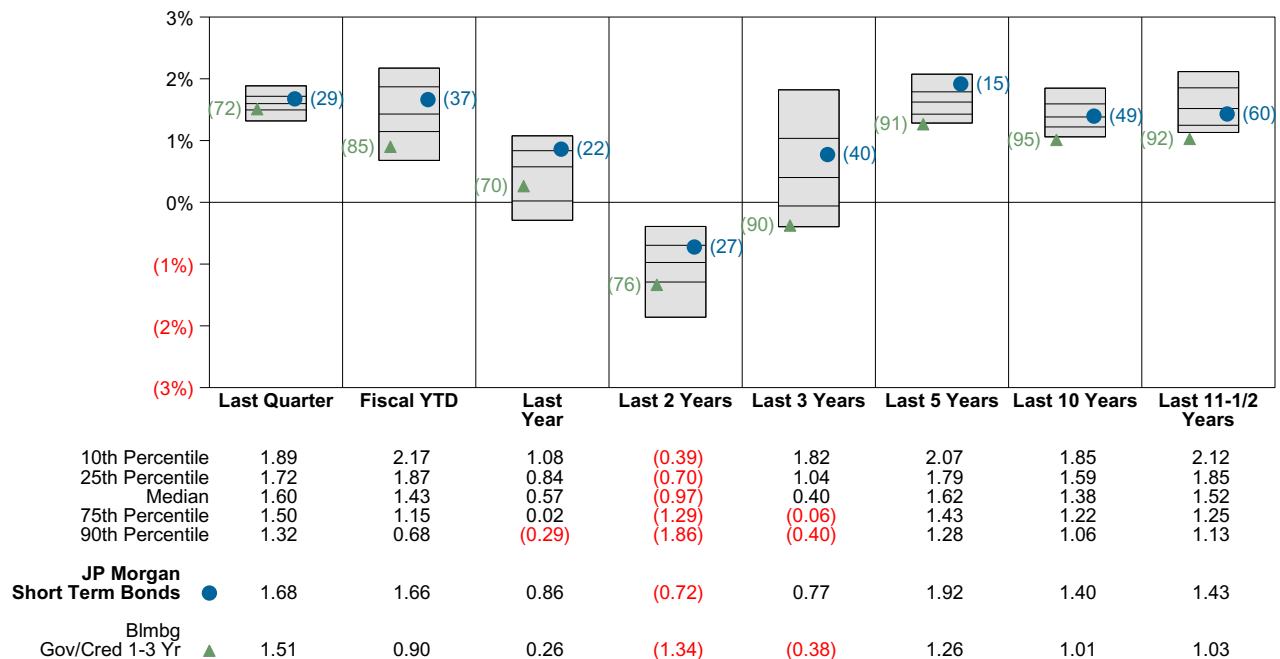 3%
2%
1%
0%
(1%)
(2%)
(3%)
(72) (29)
(85) (37)
(70) (22)
(76) (27)
(90) (40)
(91) (15)
(95) (49)
(92) (60)
Last Quarter Fiscal YTD Last Year Last 2 Years Last 3 Years Last 5 Years Last 10 Years Last 11-1/2 Years
10th Percentile 1.89 2.17 1.08 (0.39) 1.82 2.07 1.85 2.12
25th Percentile 1.72 1.87 0.84 (0.70) 1.04 1.79 1.59 1.85
Median 1.60 1.43 0.57 (0.97) 0.40 1.62 1.38 1.52
75th Percentile 1.50 1.15 0.02 (1.29) (0.06) 1.43 1.22 1.25
90th Percentile 1.32 0.68 (0.29) (1.86) (0.40) 1.28 1.06 1.13
JP Morgan
Short Term Bonds 1.68 1.66 0.86 (0.72) 0.77 1.92 1.40 1.43
Blmbg
Gov/Cred 1-3 Yr 1.51 0.90 0.26 (1.34) (0.38) 1.26 1.01 1.03